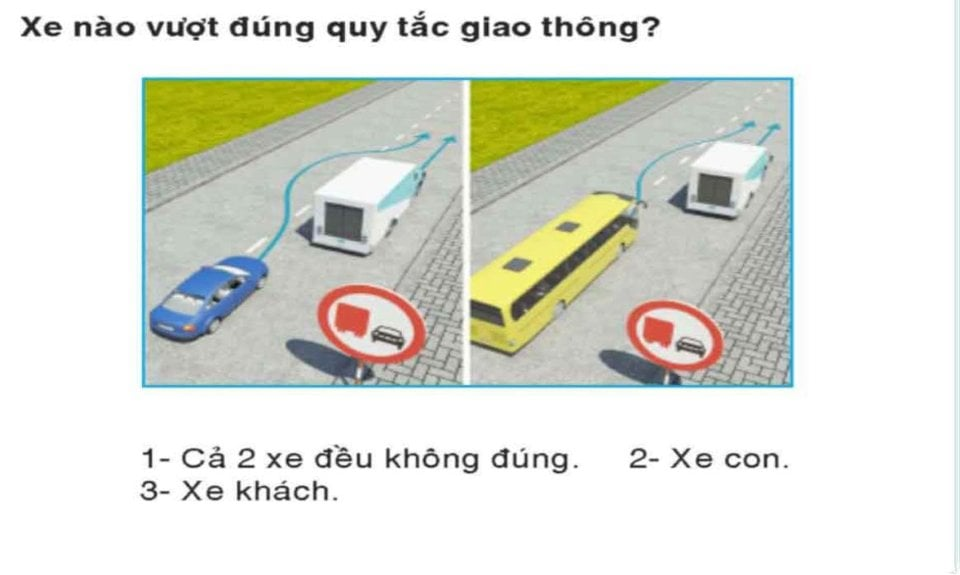 Xe nào vượt đúng quy tắc giao thông?
1- Cả 2 xe đều không đúng. 2- Xe con.
3- Xe khách.